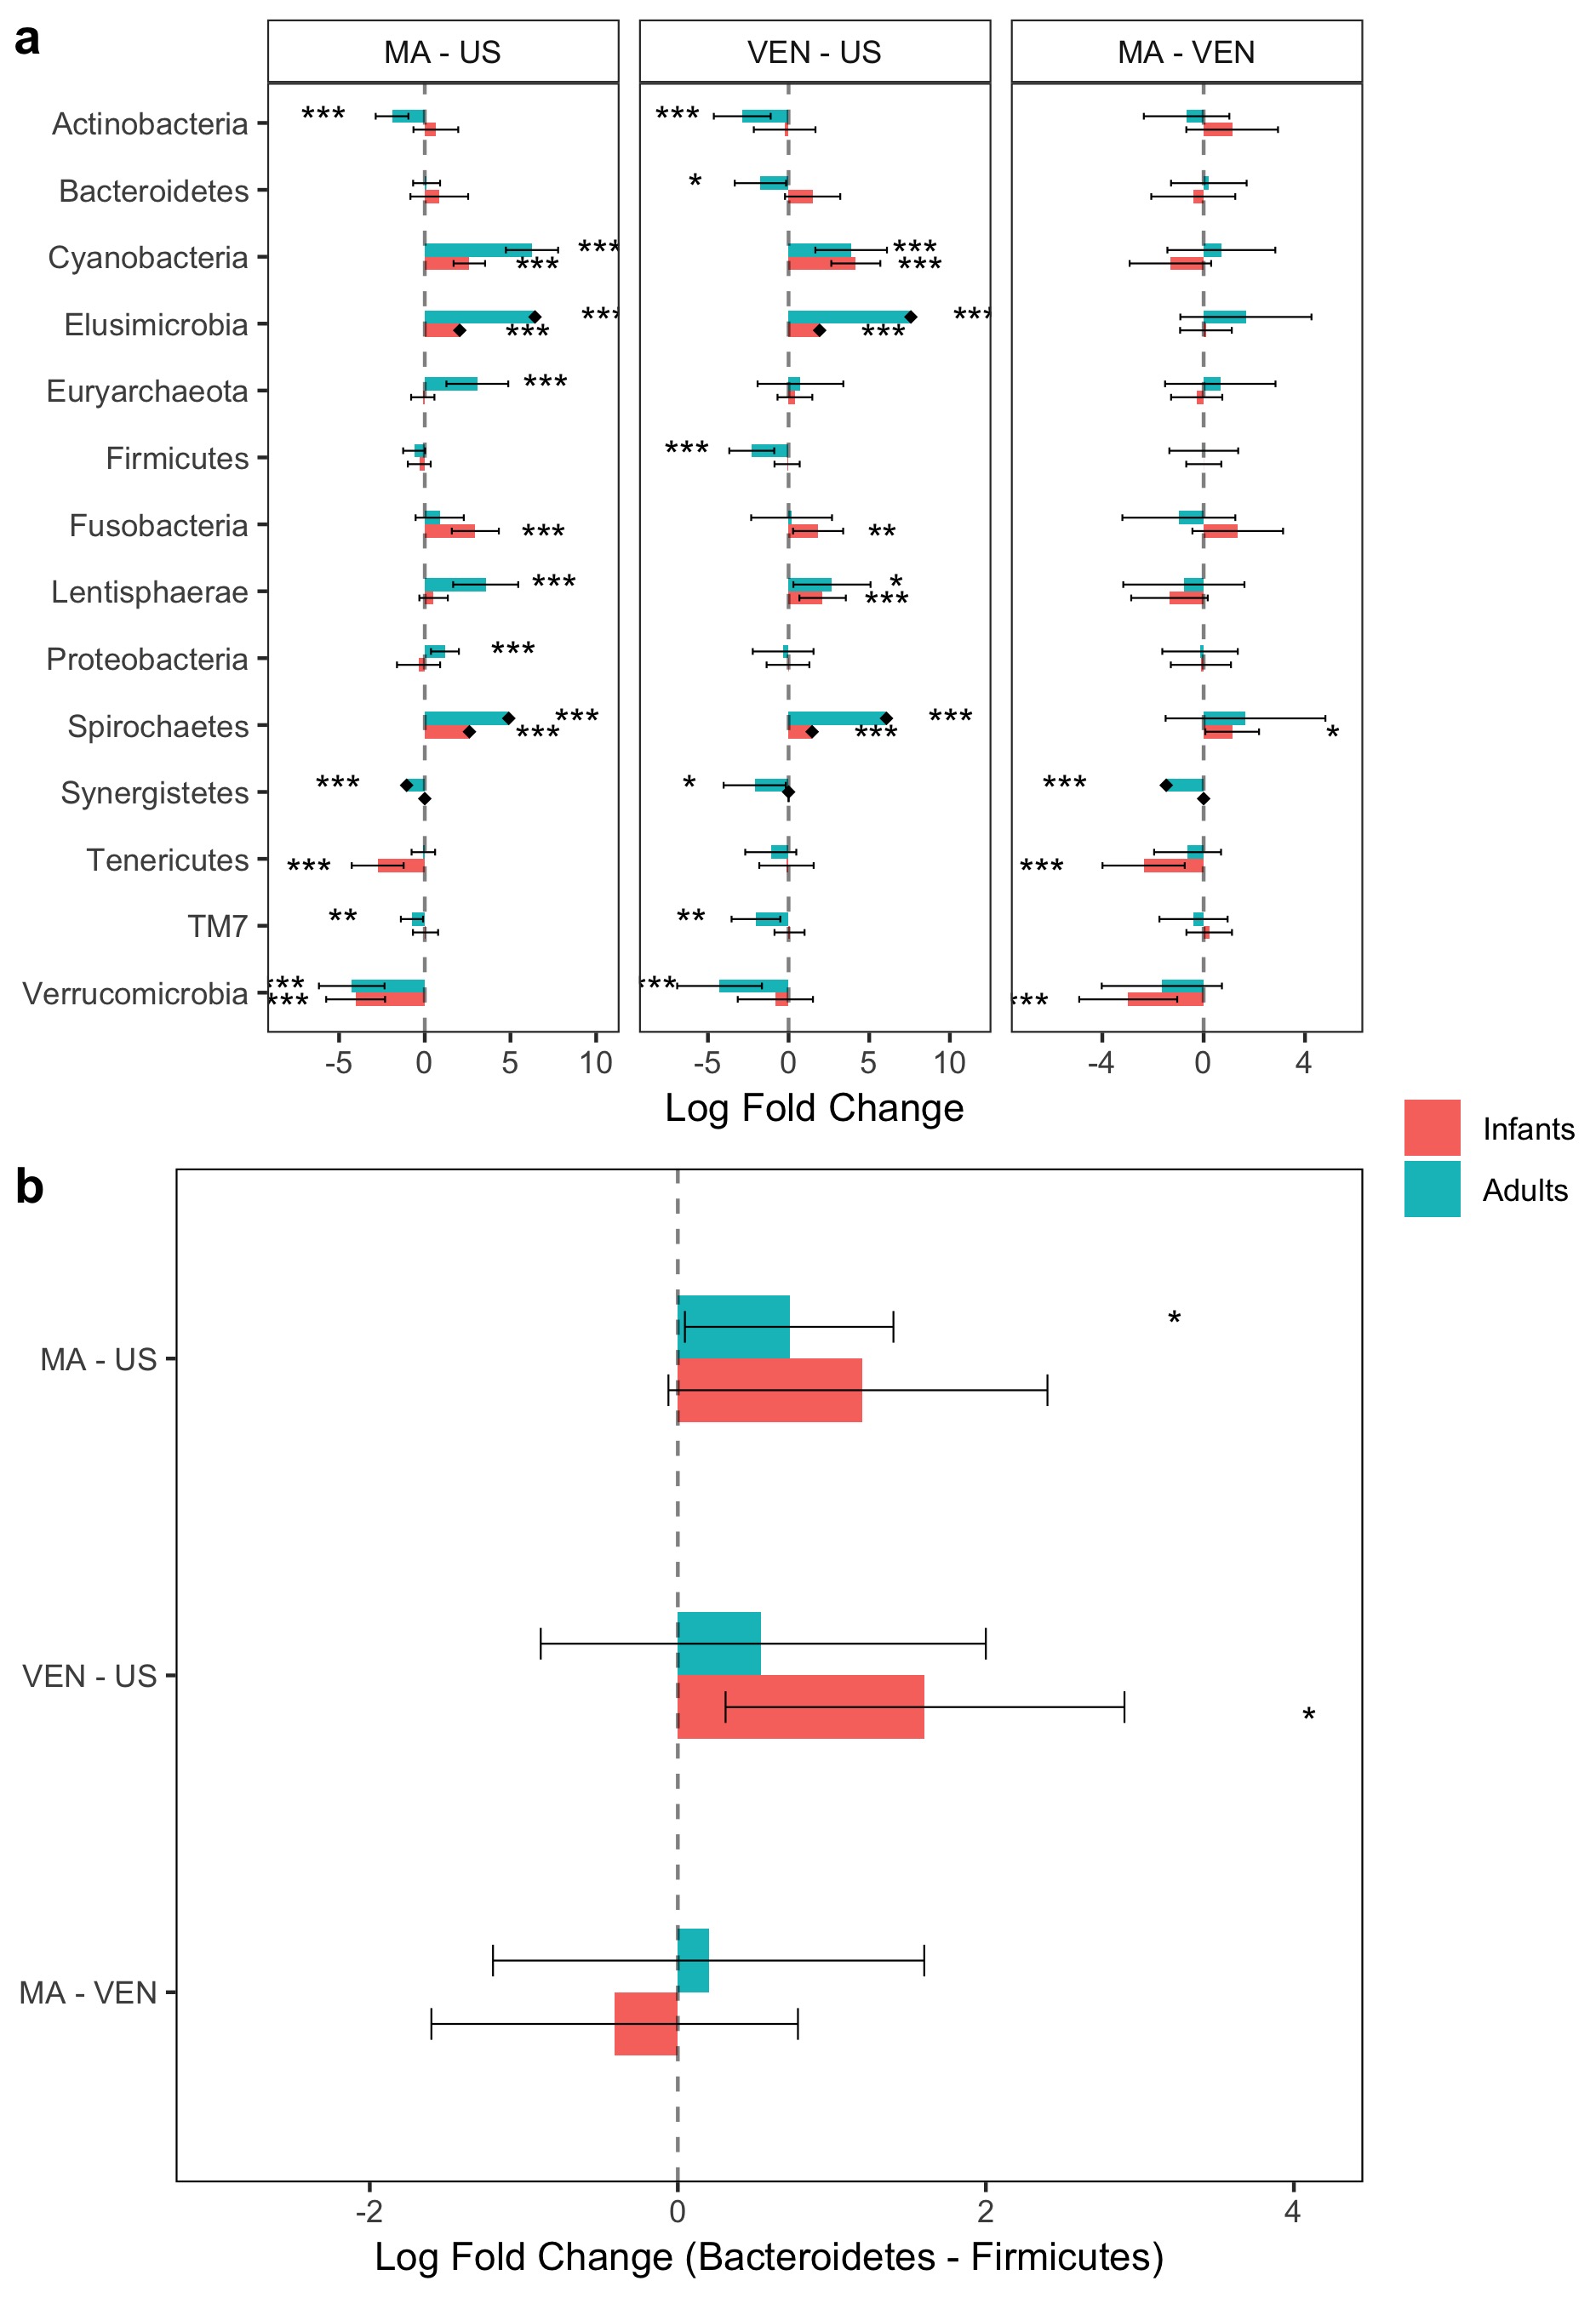 a
MA - US VEN - US MA - VEN
Actinobacteria *** ***
Bacteroidetes *
Cyanobacteria *** ***
*** ***
Elusimicrobia *** ***
*** ***
Euryarchaeota ***
Firmicutes ***
Fusobacteria *** **
Lentisphaerae *** *
***
Proteobacteria ***
Spirochaetes *** ***
*** *** *
Synergistetes *** * ***
Tenericutes *** ***
TM7 ** **
Verrucomicrobia *** ***
*** ***
-5 0 5 10 -5 0 5 10 -4 0 4
Log Fold Change
Infants
Adults
b
MA - US *
VEN - US *
MA - VEN
-2 0 2 4
Log Fold Change (Bacteroidetes - Firmicutes)